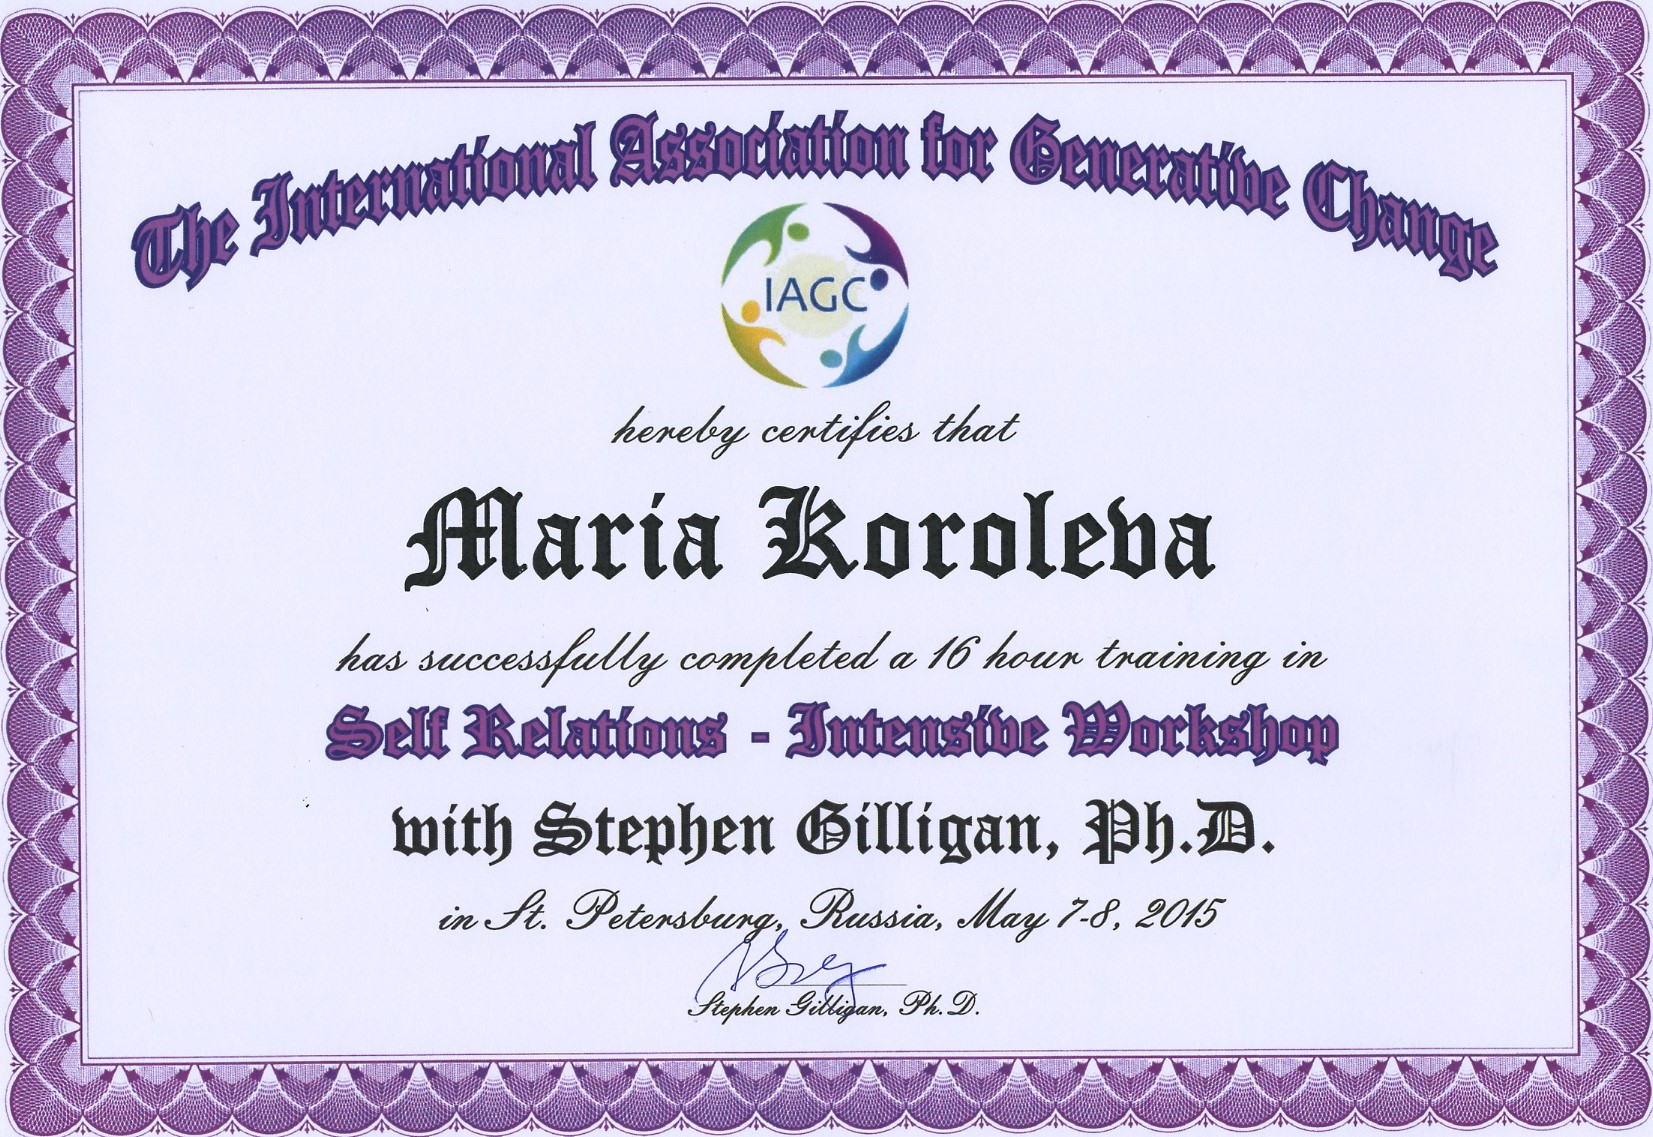 The International Association for Generative Change
IAGC
hereby certifies that
Maria Koroleva
has successfully completed a 16 hour training in
Self Relations - Intensive Workshop
with Stephen Gilligan, Ph.D.
in St. Petersburg, Russia, May 7-8, 2015
Stephen Gilligan, Ph.D.